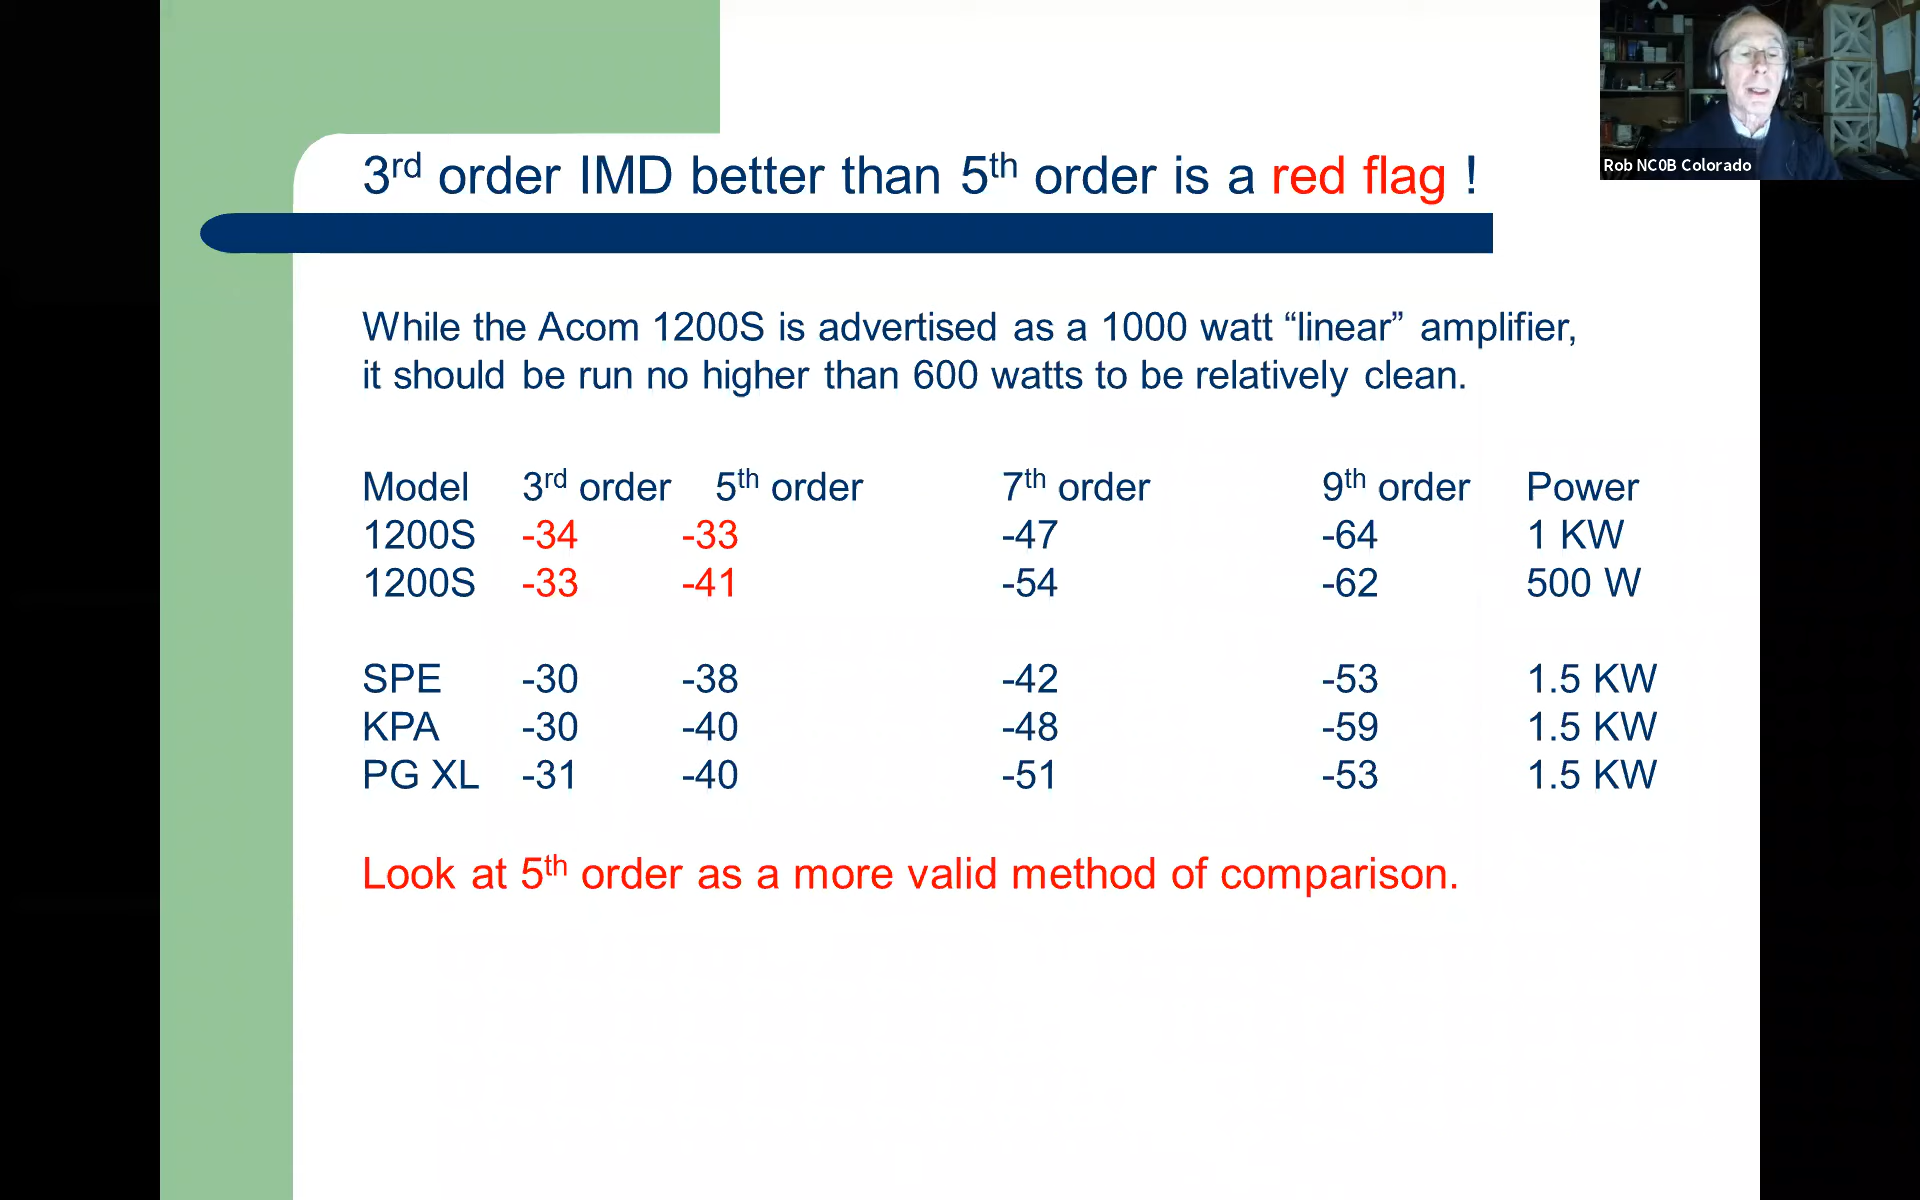 3rd order IMD better than 5th order is a red flag !
Rob NC0B Colorado
While the Acom 1200S is advertised as a 1000 watt “linear” amplifier,
it should be run no higher than 600 watts to be relatively clean.
Model 3rd order 5th order 7th order 9th order Power
1200S -34 -33 -47 -64 1 KW
1200S -33 -41 -54 -62 500 W
SPE -30 -38 -42 -53 1.5 KW
KPA -30 -40 -48 -59 1.5 KW
PG XL -31 -40 -51 -53 1.5 KW
Look at 5th order as a more valid method of comparison.